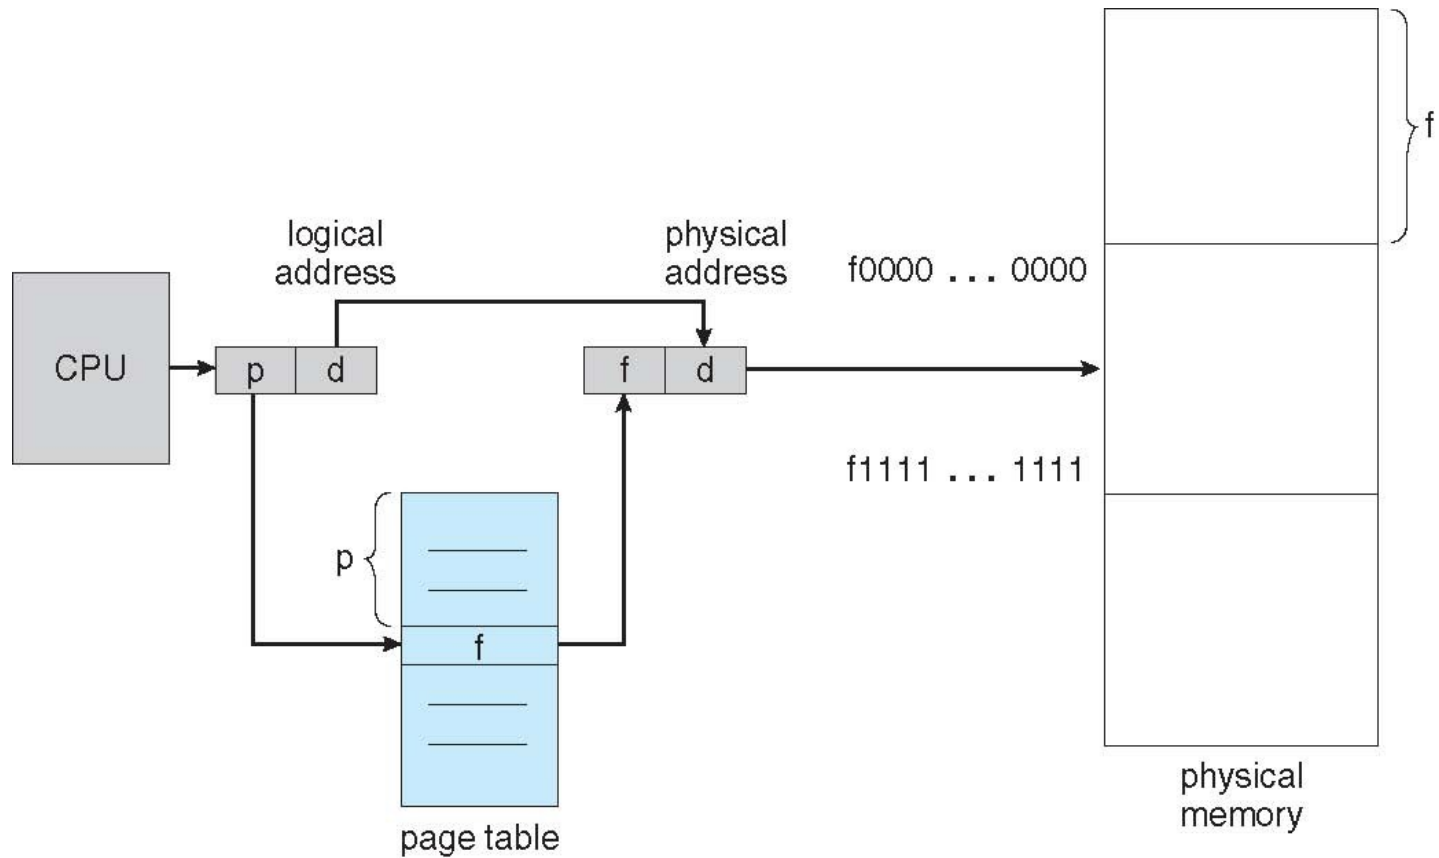 f
logical
address
physical
address
f0000 ... 0000
CPU
p
d
f
d
f1111 ... 1111
p
f
page table
physical
memory